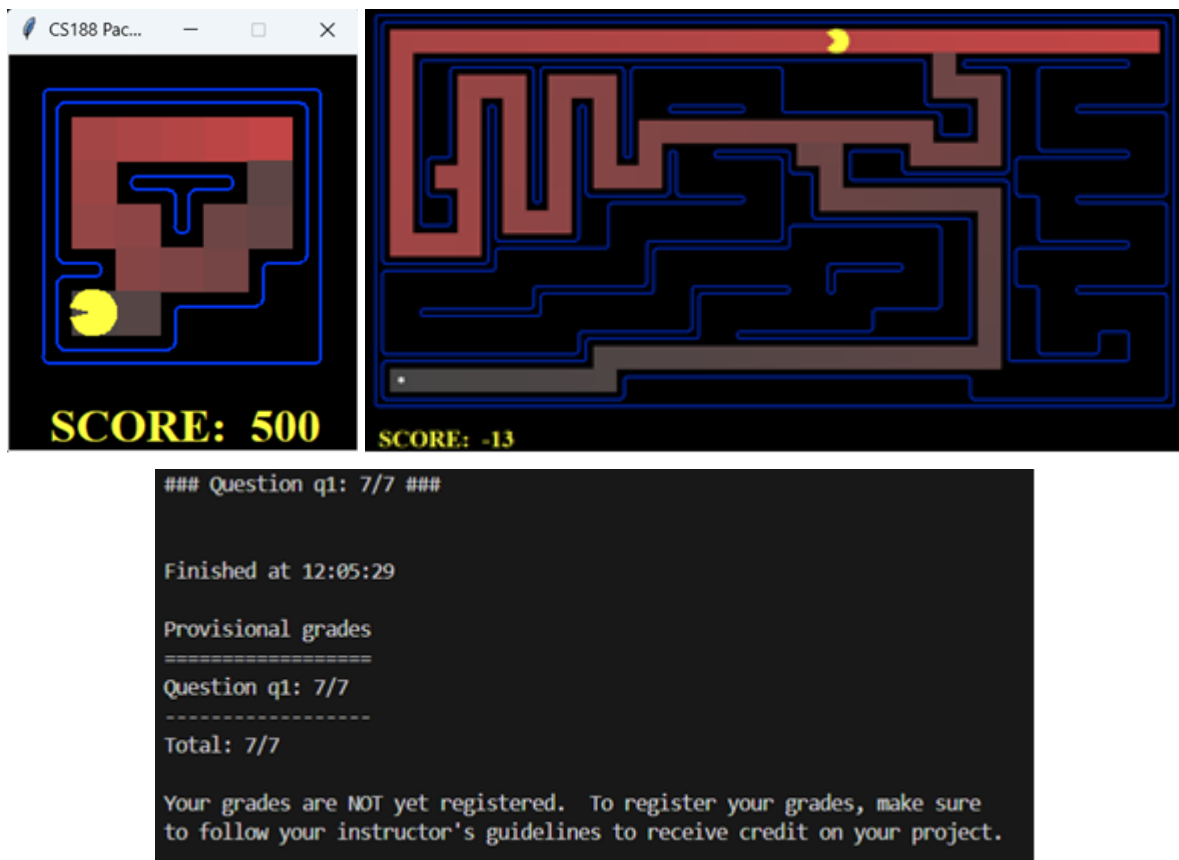 CS188 Pac...
SCORE: 500
SCORE: -13
### Question q1: 7/7 ###
Finished at 12:05:29
Provisional grades
==================
Question q1: 7/7
------------------
Total: 7/7
Your grades are NOT yet registered.  To register your grades, make sure
to follow your instructor's guidelines to receive credit on your project.